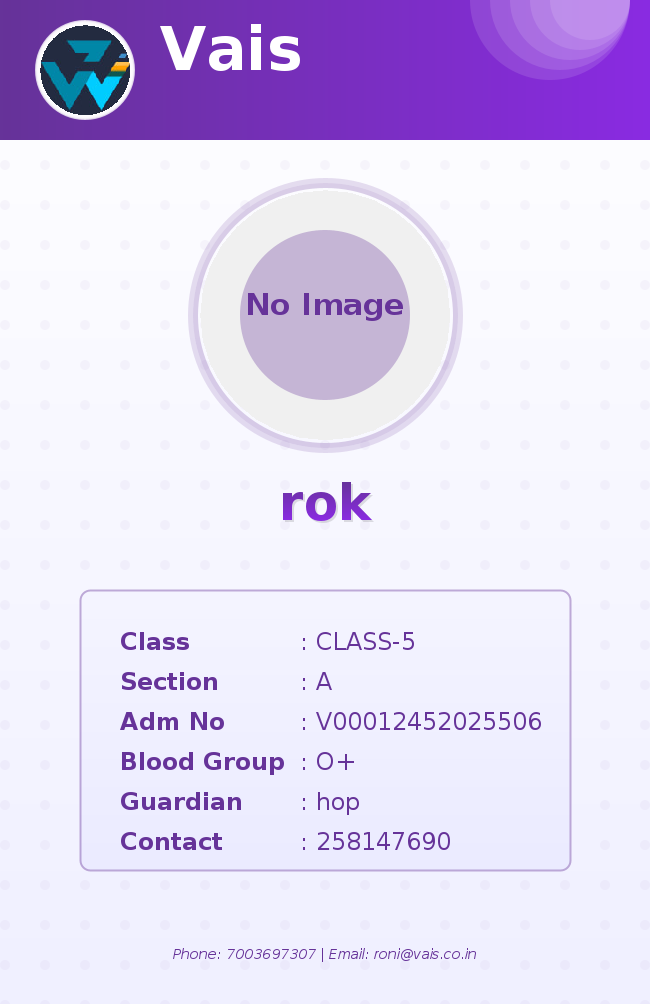 Vais
No Image
rok
Class : CLASS-5
Section : A
Adm No : V00012452025506
Blood Group : O+
Guardian : hop
Contact : 258147690
Phone: 7003697307 | Email: roni@vais.co.in